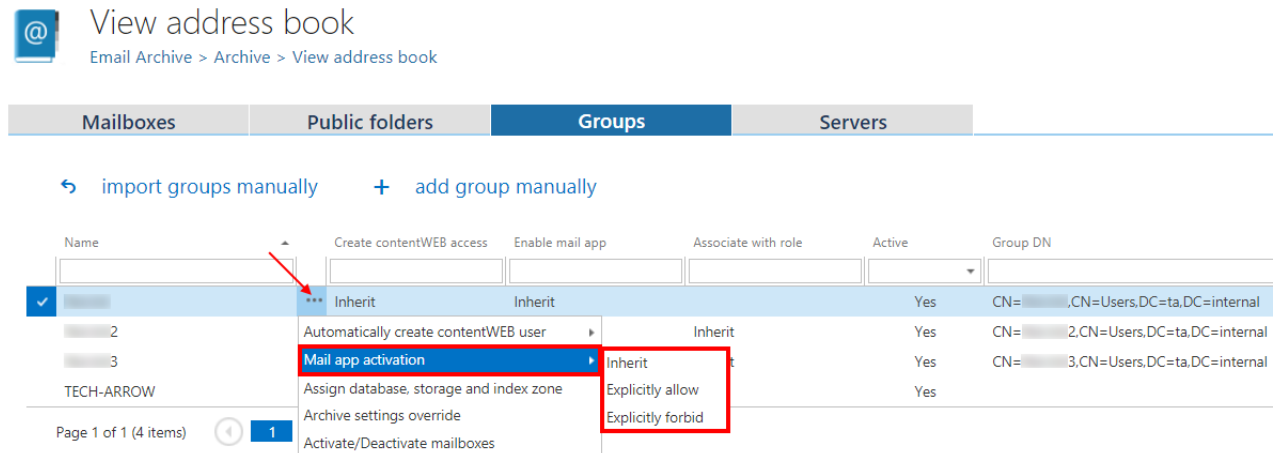 @
View address book
Email Archive > Archive > View address book
Mailboxes Public folders Groups Servers
import groups manually + add group manually
Name Create contentWEB access Enable mail app Associate with role Active Group DN
Inherit Inherit Yes CN= ,CN=Users,DC=ta,DC=internal
2 Automatically create contentWEB user Inherit Yes CN= 2,CN=Users,DC=ta,DC=internal
3 Mail app activation Inherit Yes CN= 3,CN=Users,DC=ta,DC=internal
TECH-ARROW Assign database, storage and index zone Explicitly allow Yes
Archive settings override Explicitly forbid
Page 1 of 1 (4 items) 1 Activate/Deactivate mailboxes